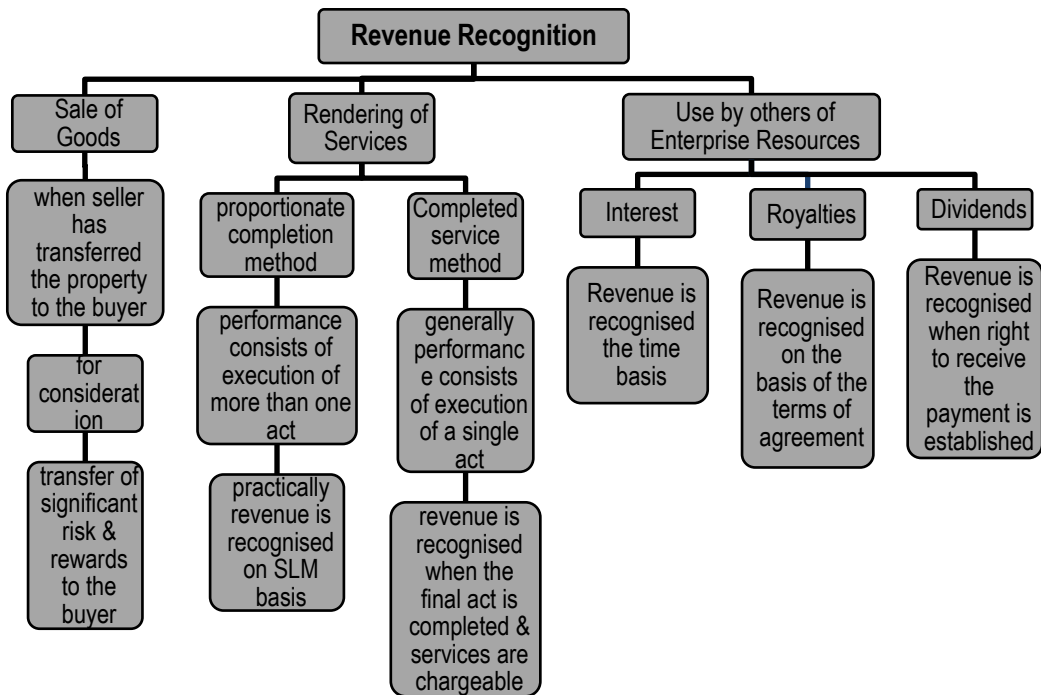 Revenue Recognition
Sale of
Goods
when seller
has
transferred
the property
to the buyer
for
considerat
ion
transfer of
significant
risk &
rewards
to the
buyer
Rendering of
Services
proportionate
completion
method
performance
consists of
execution of
more than one
act
practically
revenue is
recognised
on SLM
basis
Completed
service
method
generally
performanc
e consists
of execution
of a single
act
revenue is
recognised
when the
final act is
completed &
services are
chargeable
Use by others of
Enterprise Resources
Interest
Revenue is
recognised
the time
basis
Royalties
Revenue is
recognised
on the
basis of the
terms of
agreement
Dividends
Revenue is
recognised
when right
to receive
the
payment is
established